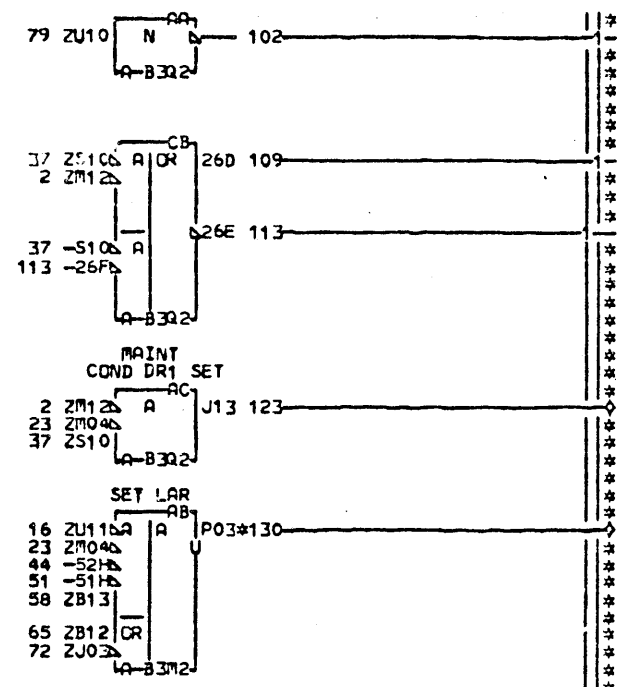 AA
79 ZU10 N 102
A-B3Q2
CB
37 ZS10 A OR 26D 109
2 ZM12
26E 113
37 -S10 A
113 -26F
A-B3Q2
MAINT
COND DR1 SET
AC
2 ZM12 A J13 123
23 ZM04
37 ZS10
A-B3Q2
SET LAR
AB
16 ZU11 A A P03*130
23 ZM04 U
44 -52H
51 -51H
58 ZB13
65 ZB12 OR
72 ZJ03
A-B3M2